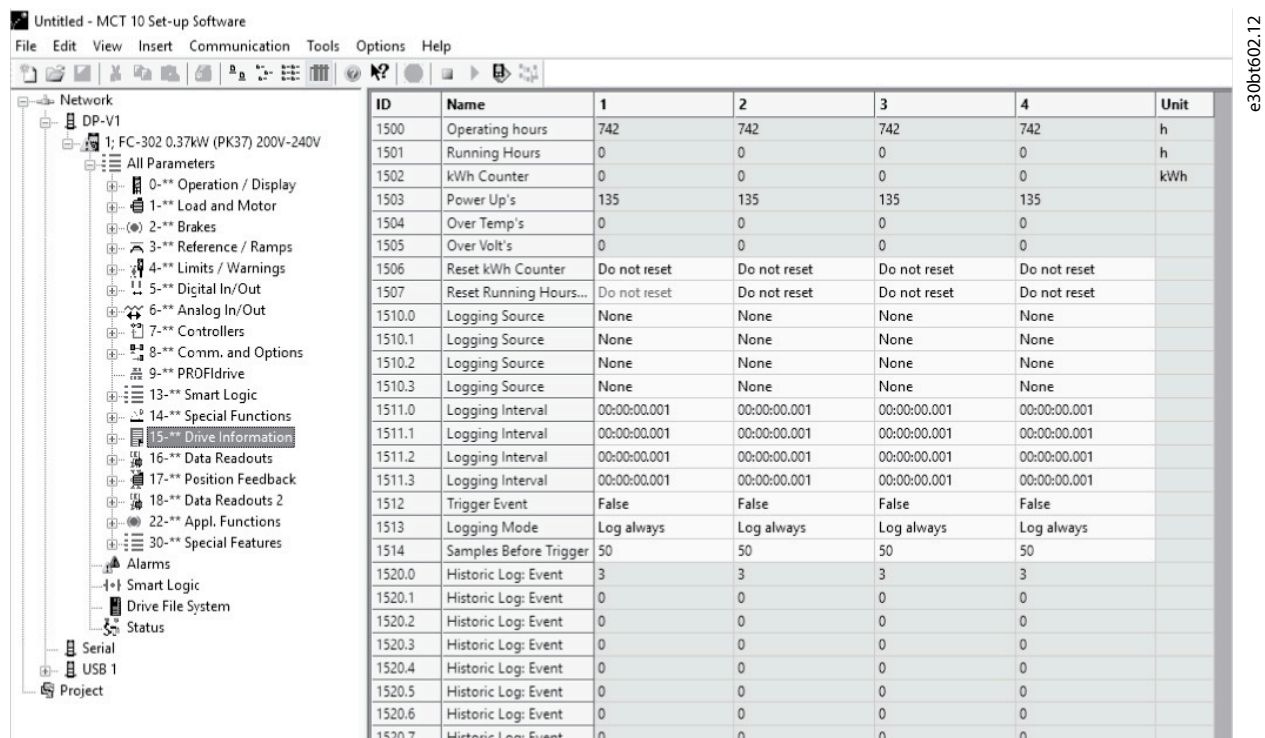 Untitled - MCT 10 Set-up Software
File Edit View Insert Communication Tools Options Help
Network
DP-V1
1; FC-302 0.37kW (PK37) 200V-240V
All Parameters
0-** Operation / Display
1-** Load and Motor
2-** Brakes
3-** Reference / Ramps
4-** Limits / Warnings
5-** Digital In/Out
6-** Analog In/Out
7-** Controllers
8-** Comm. and Options
9-** PROFIdrive
13-** Smart Logic
14-** Special Functions
15-** Drive Information
16-** Data Readouts
17-** Position Feedback
18-** Data Readouts 2
22-** Appl. Functions
30-** Special Features
Alarms
Smart Logic
Drive File System
Status
Serial
USB 1
Project
ID Name 1 2 3 4 Unit
1500 Operating hours 742 742 742 742 h
1501 Running Hours 0 0 0 0 h
1502 kWh Counter 0 0 0 0 kWh
1503 Power Up's 135 135 135 135
1504 Over Temp's 0 0 0 0
1505 Over Volt's 0 0 0 0
1506 Reset kWh Counter Do not reset Do not reset Do not reset Do not reset
1507 Reset Running Hours... Do not reset Do not reset Do not reset Do not reset
1510.0 Logging Source None None None None
1510.1 Logging Source None None None None
1510.2 Logging Source None None None None
1510.3 Logging Source None None None None
1511.0 Logging Interval 00:00:00.001 00:00:00.001 00:00:00.001 00:00:00.001
1511.1 Logging Interval 00:00:00.001 00:00:00.001 00:00:00.001 00:00:00.001
1511.2 Logging Interval 00:00:00.001 00:00:00.001 00:00:00.001 00:00:00.001
1511.3 Logging Interval 00:00:00.001 00:00:00.001 00:00:00.001 00:00:00.001
1512 Trigger Event False False False False
1513 Logging Mode Log always Log always Log always Log always
1514 Samples Before Trigger 50 50 50 50
1520.0 Historic Log: Event 3 3 3 3
1520.1 Historic Log: Event 0 0 0 0
1520.2 Historic Log: Event 0 0 0 0
1520.3 Historic Log: Event 0 0 0 0
1520.4 Historic Log: Event 0 0 0 0
1520.5 Historic Log: Event 0 0 0 0
1520.6 Historic Log: Event 0 0 0 0
1520.7 Historic Log: Event 0 0 0 0
e30bt602.12